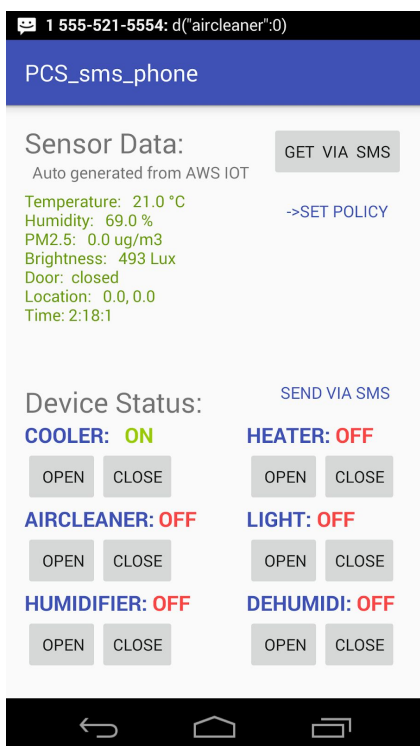 1 555-521-5554: d("aircleaner":0)
PCS_sms_phone
Sensor Data:
GET VIA SMS
Auto generated from AWS IOT
Temperature: 21.0 °C
->SET POLICY
Humidity: 69.0 %
PM2.5: 0.0 ug/m3
Brightness: 493 Lux
Door: closed
Location: 0.0, 0.0
Time: 2:18:1
SEND VIA SMS
Device Status:
COOLER: ON
HEATER: OFF
OPEN CLOSE
OPEN CLOSE
AIRCLEANER: OFF
LIGHT: OFF
OPEN CLOSE
OPEN CLOSE
HUMIDIFIER: OFF
DEHUMIDI: OFF
OPEN CLOSE
OPEN CLOSE